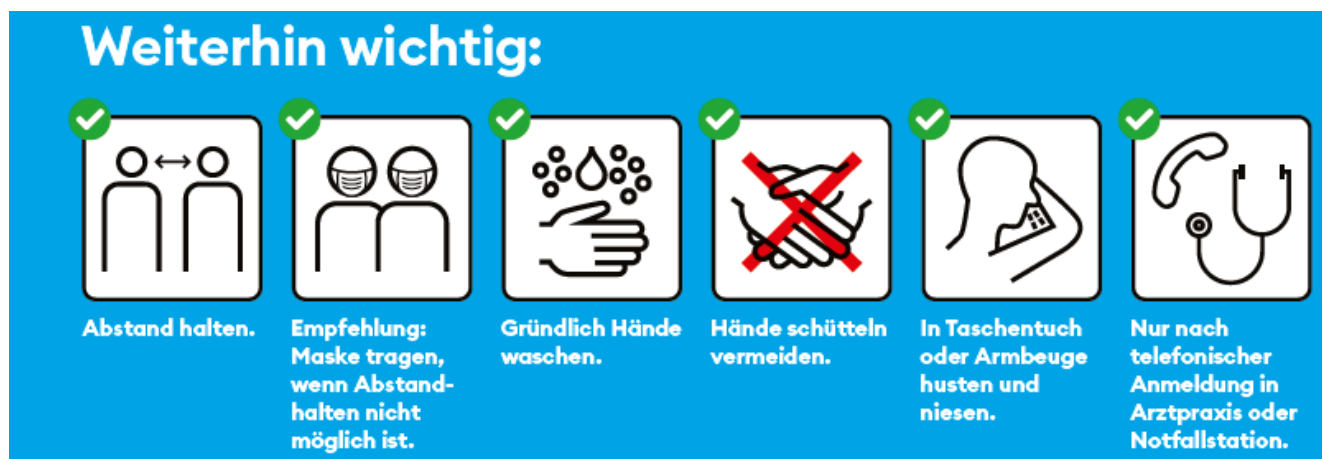 Weiterhin wichtig:
Abstand halten.
Empfehlung:
Maske tragen,
wenn Abstand-
halten nicht
möglich ist.
Gründlich Hände
waschen.
Hände schütteln
vermeiden.
In Taschentuch
oder Armbeuge
husten und
niesen.
Nur nach
telefonischer
Anmeldung in
Arztpraxis oder
Notfallstation.